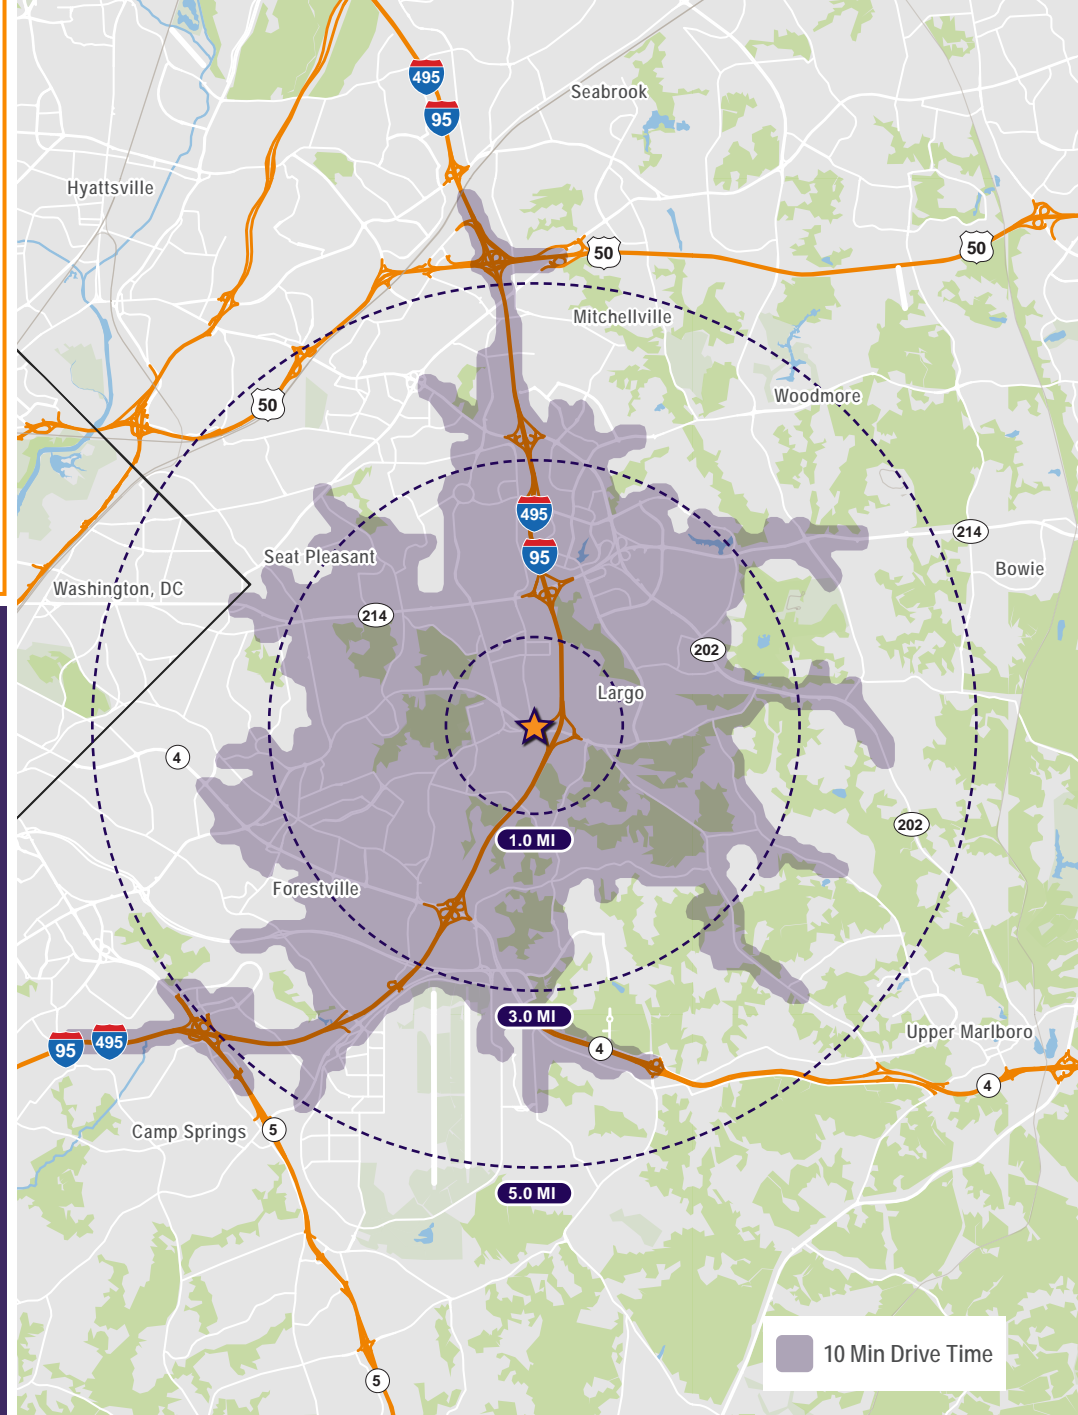 495
Seabrook
95
Hyattsville
50
50
Mitchellville
Woodmore
50
495
214
Seat Pleasant
95
Bowie
Washington, DC
214
202
Largo
4
202
1.0 MI
Forestville
3.0 MI
Upper Marlboro
95
495
4
4
Camp Springs
5
5.0 MI
10 Min Drive Time
5